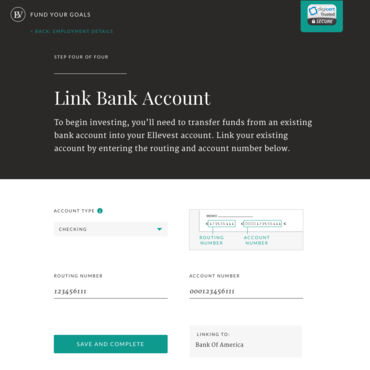 FUND YOUR GOALS
digicert
Trusted
SECURE
< BACK: EMPLOYMENT DETAILS
STEP FOUR OF FOUR
Link Bank Account
To begin investing, you'll need to transfer funds from an existing
bank account into your Ellevest account. Link your existing
account by entering the routing and account number below.
ACCOUNT TYPE
CHECKING
ROUTING
NUMBER
ACCOUNT
NUMBER
ROUTING NUMBER
ACCOUNT NUMBER
123456111
000123456111
SAVE AND COMPLETE
LINKING TO:
Bank Of America